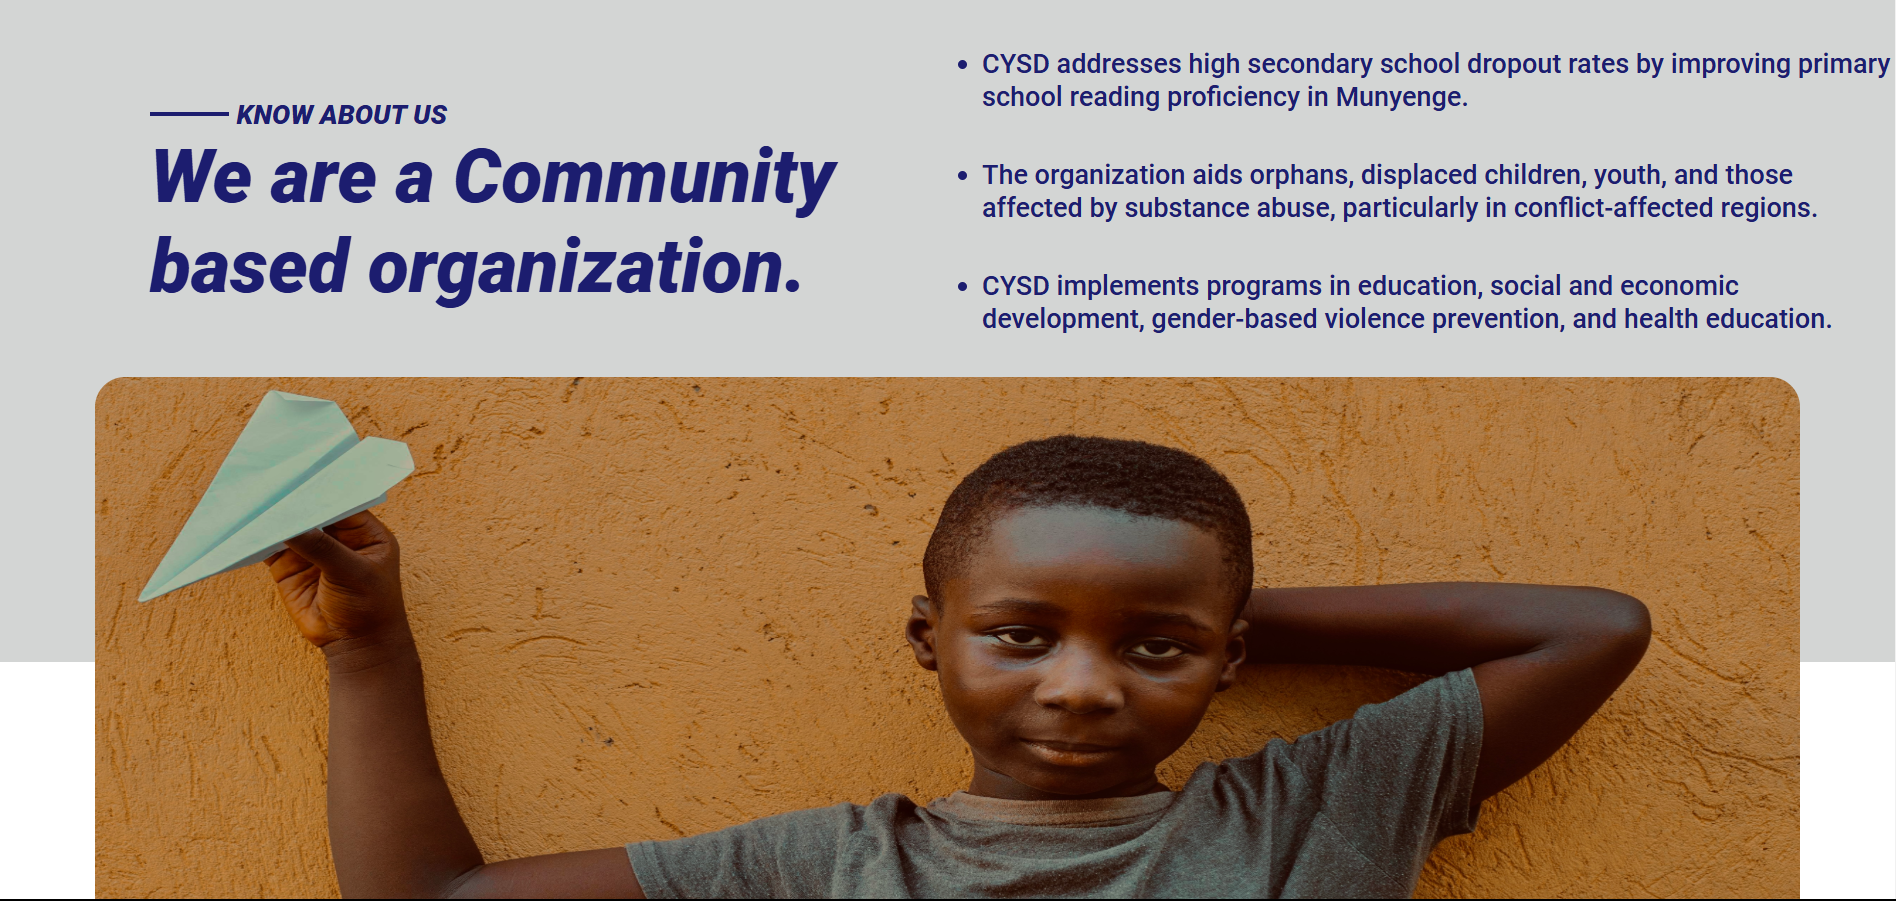 KNOW ABOUT US
We are a Community
based organization.
• CYSD addresses high secondary school dropout rates by improving primary
school reading proficiency in Munyenge.
• The organization aids orphans, displaced children, youth, and those
affected by substance abuse, particularly in conflict-affected regions.
• CYSD implements programs in education, social and economic
development, gender-based violence prevention, and health education.